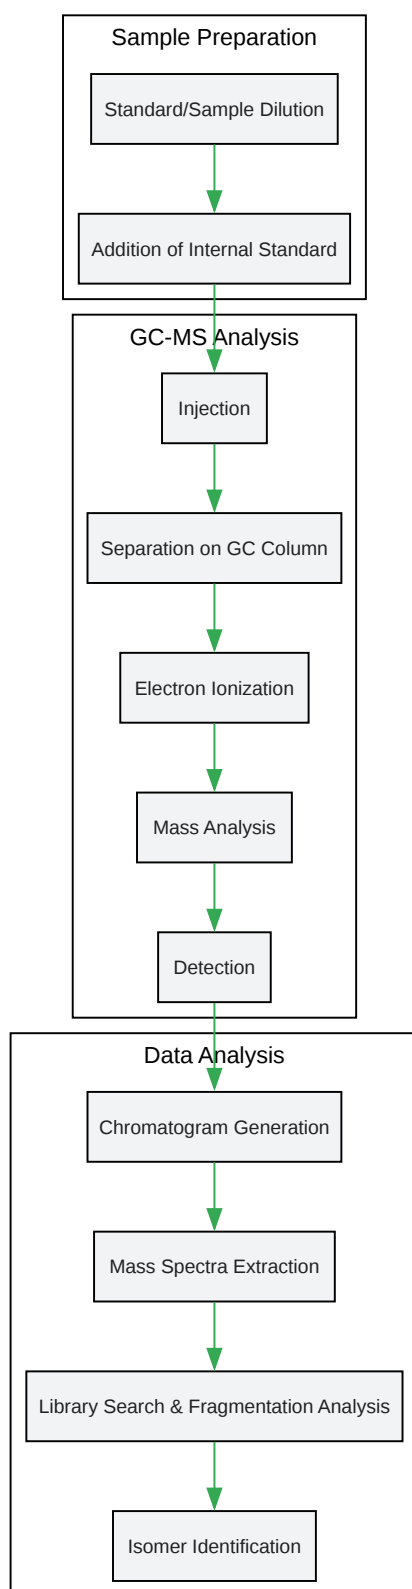 Sample Preparation
Standard/Sample Dilution
Addition of Internal Standard
GC-MS Analysis
Injection
Separation on GC Column
Electron Ionization
Mass Analysis
Detection
Data Analysis
Chromatogram Generation
Mass Spectra Extraction
Library Search & Fragmentation Analysis
Isomer Identification